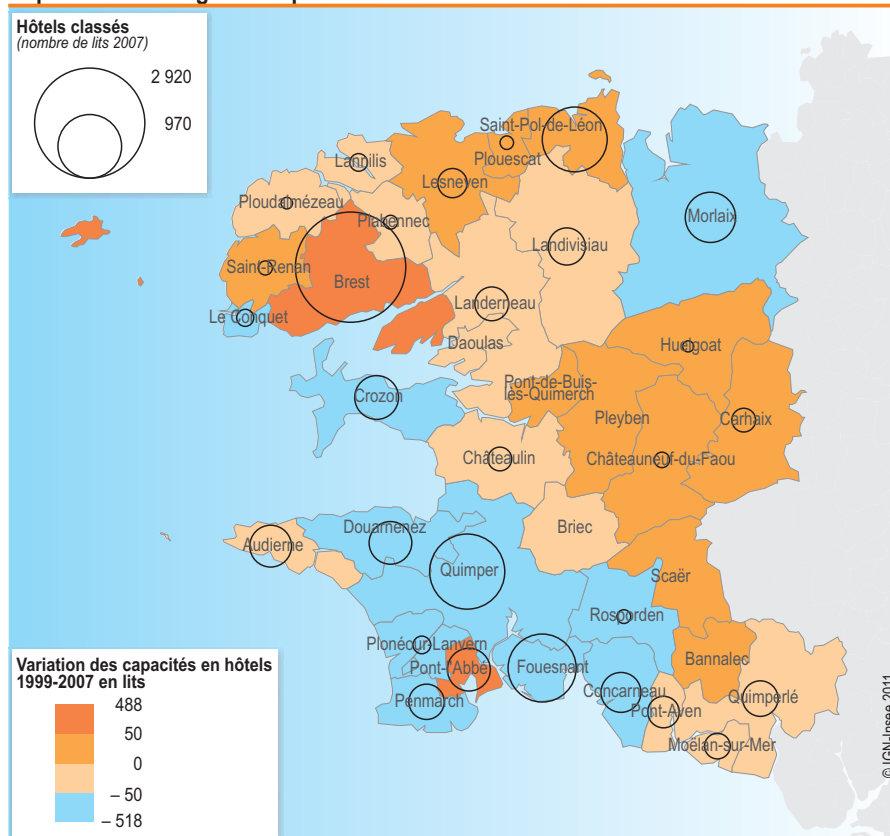 Hôtels classés
(nombre de lits 2007)
2 920
970
Saint-Pol-de-Léon
Plouescat
Lannilis
Lesneven
Ploudalmézeau
Plabennec
Morlaix
Landivisiau
Saint-Renan
Brest
Landerneau
Le Conquet
Daoulas
Huelgoat
Pont-de-Buis-
lès-Quimerch
Crozon
Pleyben
Carhaix
Châteaulin
Châteauneuf-du-Faou
Briec
Douarnenez
Audierne
Quimper
Scaër
Rosporden
Plonéour-Lanvern
Pont-l'Abbé
Fouesnant
Bannalec
Concarneau
Quimperlé
Penmarch
Pont-Aven
Moëlan-sur-Mer
Variation des capacités en hôtels
1999-2007 en lits
488
50
0
– 50
– 518
© IGN-Insee 2011